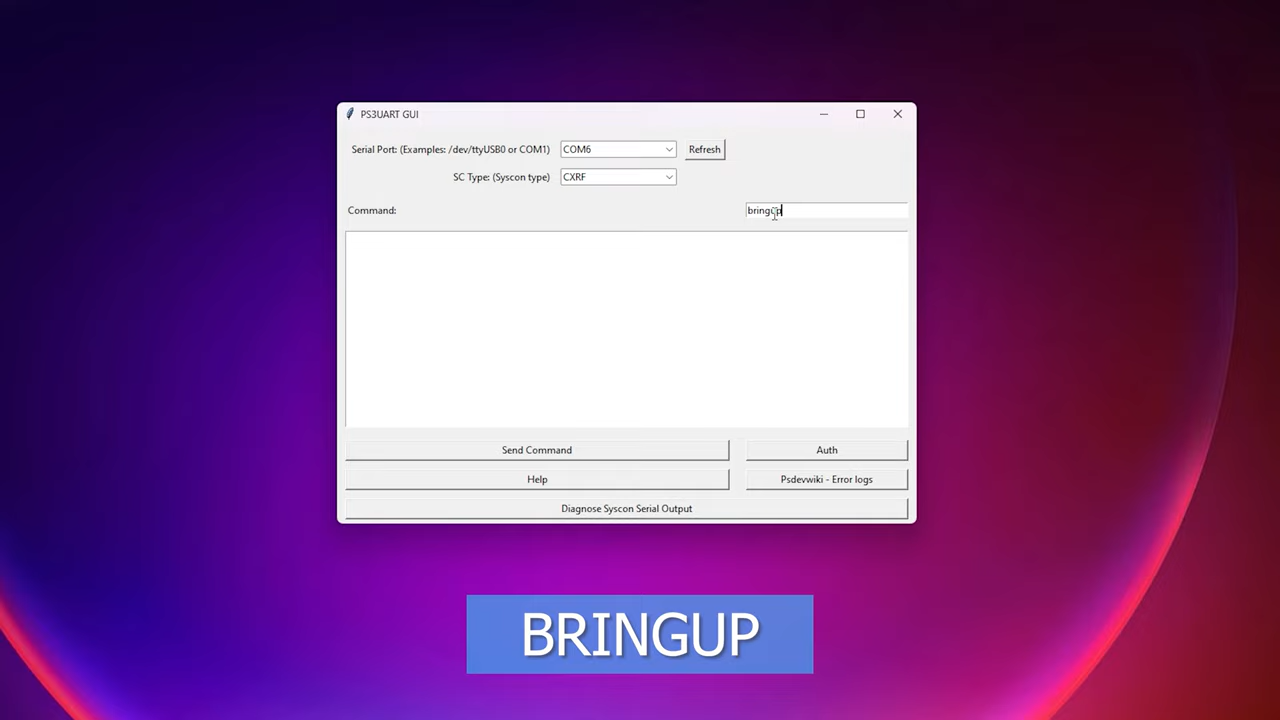 PS3UART GUI
Serial Port: (Examples: /dev/ttyUSB0 or COM1) COM6 Refresh
SC Type: (Syscon type) CXRF
Command: bringup
Send Command Auth
Help Psdevwiki - Error logs
Diagnose Syscon Serial Output
BRINGUP